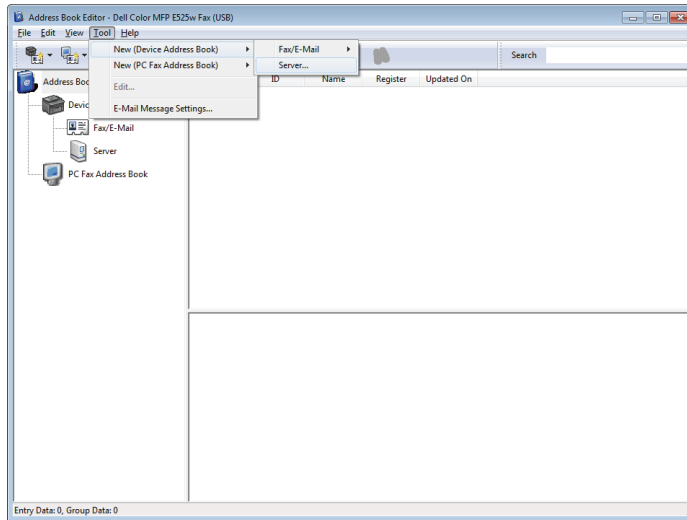 Address Book Editor - Dell Color MFP E525w Fax (USB)
File Edit View Tool Help
New (Device Address Book) Fax/E-Mail
New (PC Fax Address Book) Server...
Edit...
E-Mail Message Settings...
Search
ID Name Register Updated On
Address Boo
Devic
Fax/E-Mail
Server
PC Fax Address Book
Entry Data: 0, Group Data: 0